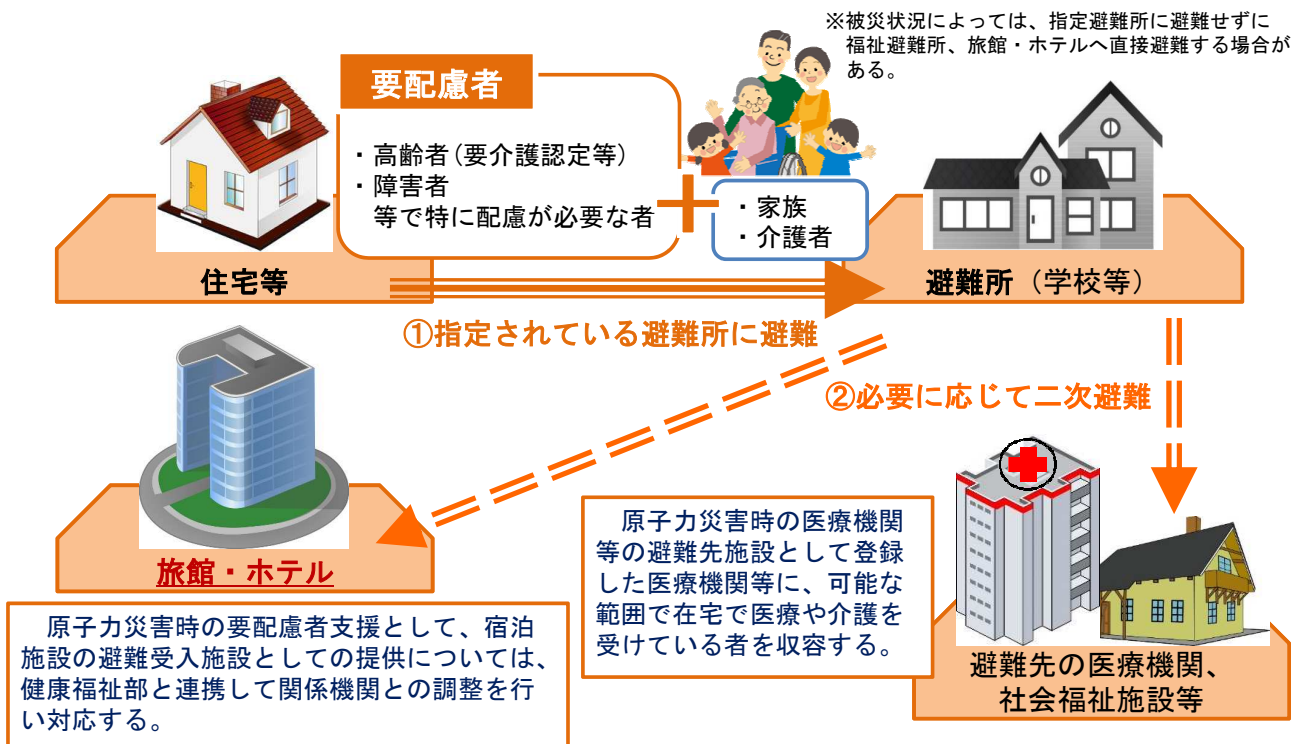 ※被災状況によっては、指定避難所に避難せずに
福祉避難所、旅館・ホテルへ直接避難する場合が
ある。
要配慮者
・高齢者(要介護認定等)
・障害者
等で特に配慮が必要な者
・家族
・介護者
住宅等
避難所（学校等）
①指定されている避難所に避難
②必要に応じて二次避難
旅館・ホテル
原子力災害時の要配慮者支援として、宿泊
施設の避難受入施設としての提供については、
健康福祉部と連携して関係機関との調整を行
い対応する。
原子力災害時の医療機関
等の避難先施設として登録
した医療機関等に、可能な
範囲で在宅で医療や介護を
受けている者を収容する。
避難先の医療機関、
社会福祉施設等